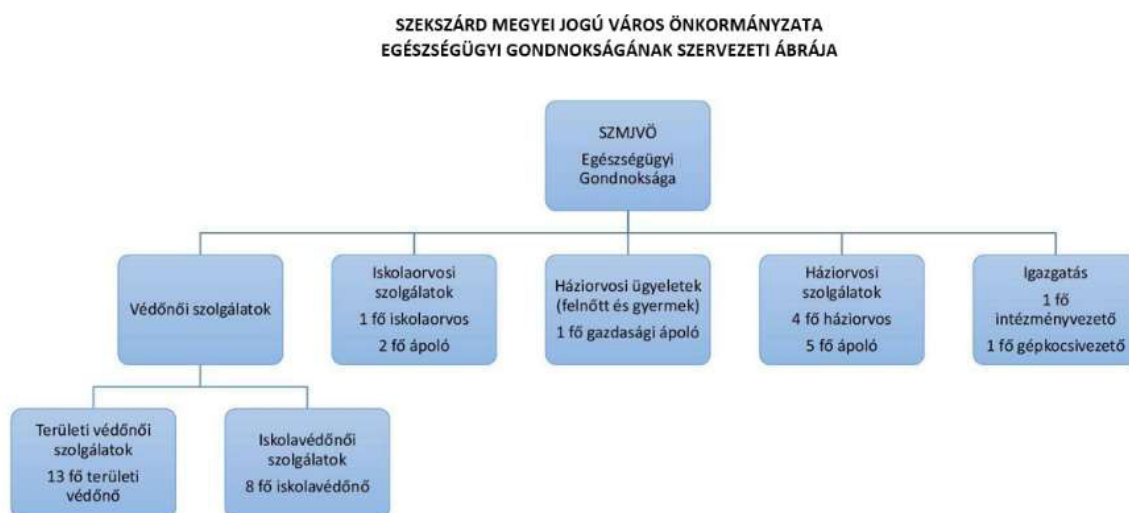 SZEKSZÁRD MEGYEI JOGÚ VÁROS ÖNKORMÁNYZATA
EGÉSZSÉGÜGYI GONDNOKSÁGÁNAK SZERVEZETI ÁBRÁJA
SZMJVÖ
Egészségügyi
Gondnoksága
Védőnői szolgálatok
Iskolaorvosi
szolgálatok
1 fő iskolaorvos
2 fő ápoló
Háziorvosi ügyeletek
(felnőtt és gyermek)
1 fő gazdasági ápoló
Háziorvosi
szolgálatok
4 fő háziorvos
5 fő ápoló
Igazgatás
1 fő
intézményvezető
1 fő gépkocsivezető
Területi védőnői
szolgálatok
13 fő területi
védőnő
Iskolavédőnői
szolgálatok
8 fő iskolavédőnő